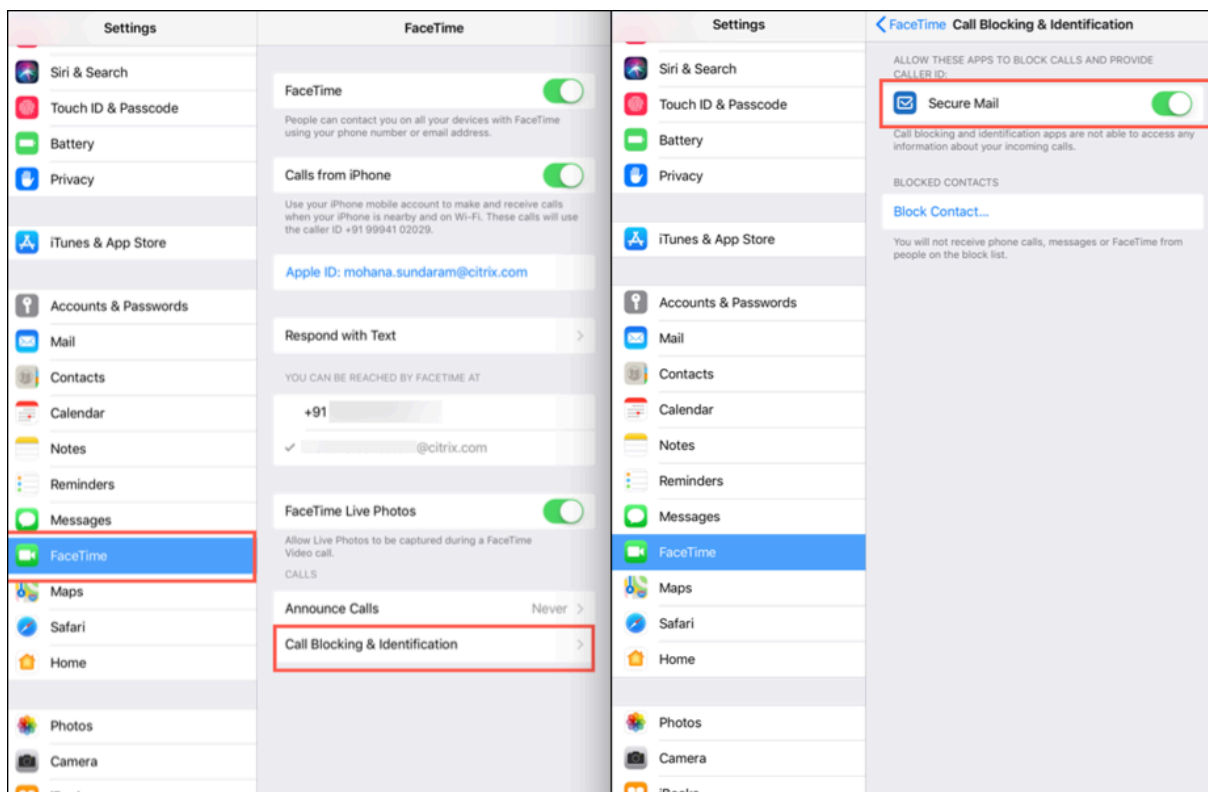 Settings
Siri & Search
Touch ID & Passcode
Battery
Privacy
iTunes & App Store
Accounts & Passwords
Mail
Contacts
Calendar
Notes
Reminders
Messages
FaceTime
Maps
Safari
Home
Photos
Camera
FaceTime
FaceTime
People can contact you on all your devices with FaceTime
using your phone number or email address.
Calls from iPhone
Use your iPhone mobile account to make and receive calls
when your iPhone is nearby and on Wi-Fi. These calls will use
the caller ID +91 99941 02029.
Apple ID: mohana.sundaram@citrix.com
Respond with Text
YOU CAN BE REACHED BY FACETIME AT
+91
@citrix.com
FaceTime Live Photos
Allow Live Photos to be captured during a FaceTime
Video call.
CALLS
Announce Calls Never
Call Blocking & Identification
Settings
Siri & Search
Touch ID & Passcode
Battery
Privacy
iTunes & App Store
Accounts & Passwords
Mail
Contacts
Calendar
Notes
Reminders
Messages
FaceTime
Maps
Safari
Home
Photos
Camera
FaceTime Call Blocking & Identification
ALLOW THESE APPS TO BLOCK CALLS AND PROVIDE
CALLER ID:
Secure Mail
Call blocking and identification apps are not able to access any
information about your incoming calls.
BLOCKED CONTACTS
Block Contact...
You will not receive phone calls, messages or FaceTime from
people on the block list.